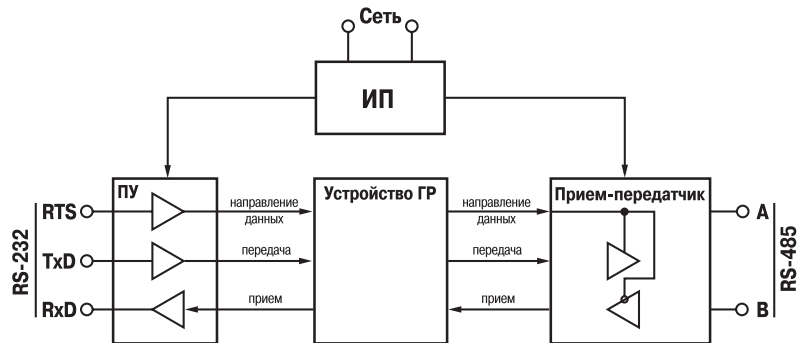 Сеть
ИП
ПУ
Устройство ГР
Прием-передатчик
RS-232
RTS
TxD
RxD
направление
данных
передача
прием
направление
данных
передача
прием
A
B
RS-485